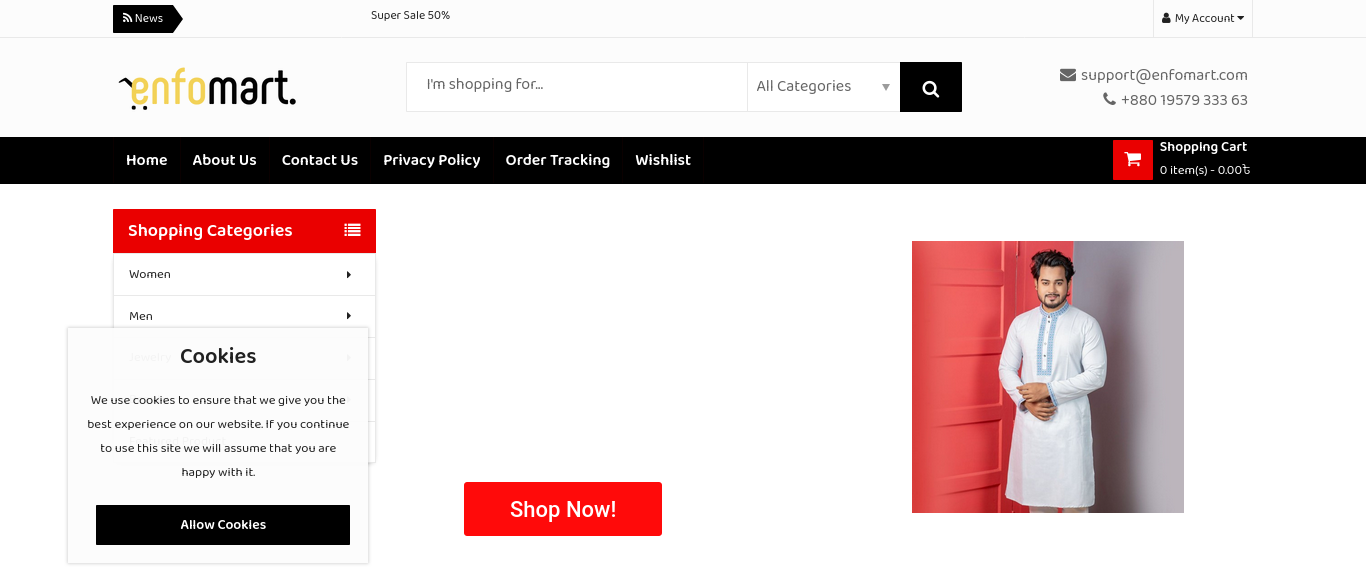 News
Super Sale 50%
My Account
enfomart.
I'm shopping for...
All Categories
support@enfomart.com
+880 19579 333 63
Home
About Us
Contact Us
Privacy Policy
Order Tracking
Wishlist
Shopping Cart
0 item(s) - 0.00৳
Shopping Categories
Women
Men
Cookies
We use cookies to ensure that we give you the
best experience on our website. If you continue
to use this site we will assume that you are
happy with it.
Allow Cookies
Shop Now!